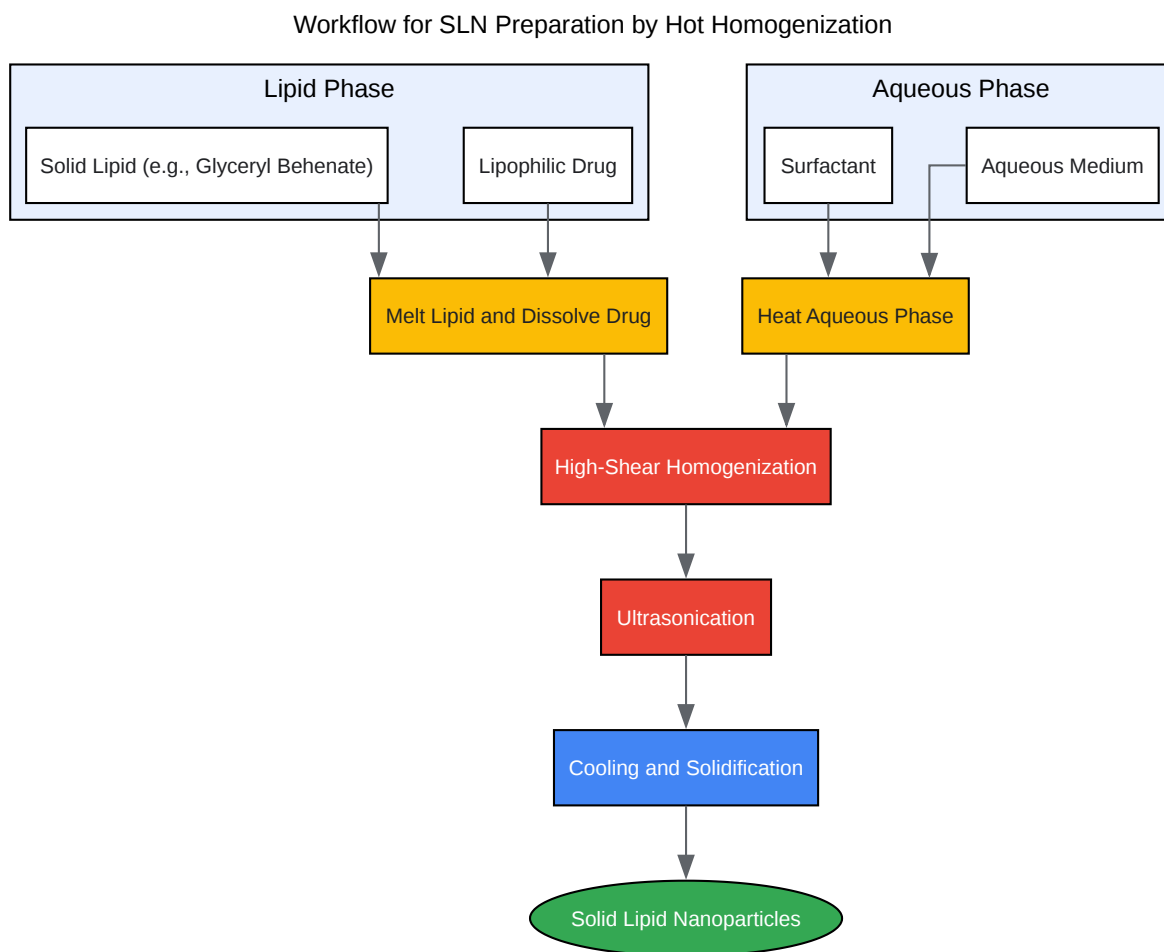 Workflow for SLN Preparation by Hot Homogenization
Lipid Phase
Aqueous Phase
Solid Lipid (e.g., Glyceryl Behenate)
Lipophilic Drug
Surfactant
Aqueous Medium
Melt Lipid and Dissolve Drug
Heat Aqueous Phase
High-Shear Homogenization
Ultrasonication
Cooling and Solidification
Solid Lipid Nanoparticles